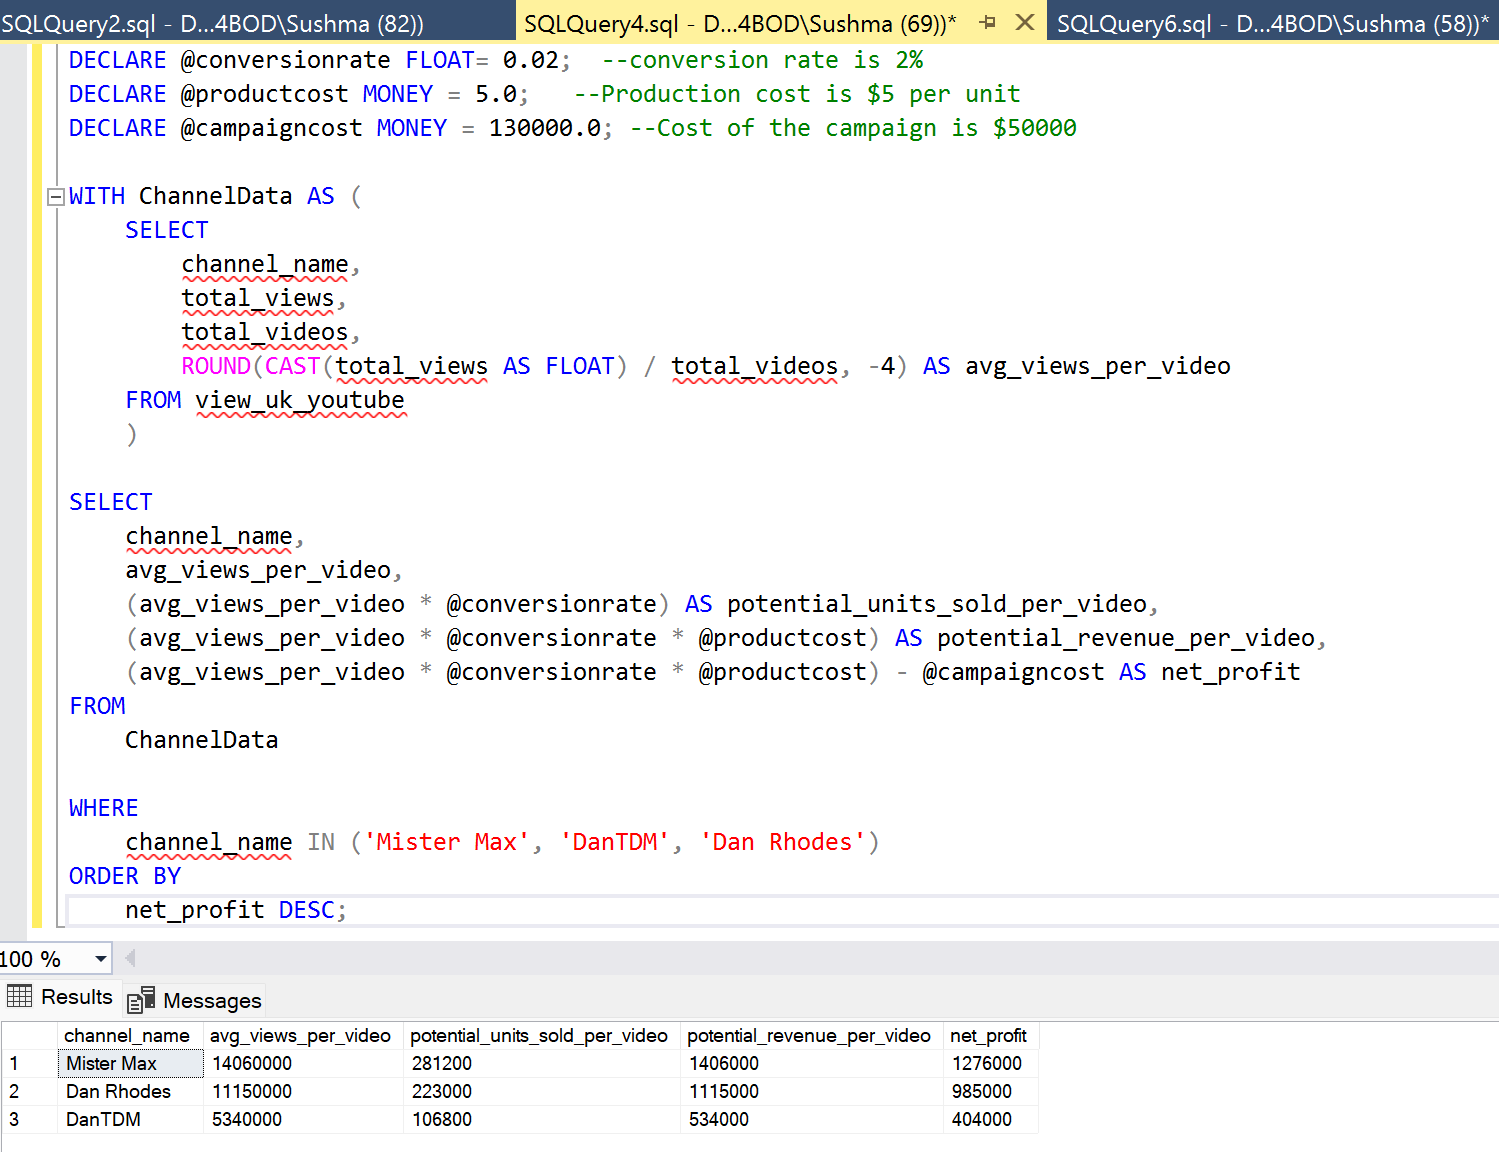 SQLQuery2.sql - D...4BOD\Sushma (82)) SQLQuery4.sql - D...4BOD\Sushma (69))* SQLQuery6.sql - D...4BOD\Sushma (58))*
DECLARE @conversionrate FLOAT= 0.02;  --conversion rate is 2%
DECLARE @productcost MONEY = 5.0;   --Production cost is $5 per unit
DECLARE @campaigncost MONEY = 130000.0; --Cost of the campaign is $50000
WITH ChannelData AS (
SELECT
channel_name,
total_views,
total_videos,
ROUND(CAST(total_views AS FLOAT) / total_videos, -4) AS avg_views_per_video
FROM view_uk_youtube
)
SELECT
channel_name,
avg_views_per_video,
(avg_views_per_video * @conversionrate) AS potential_units_sold_per_video,
(avg_views_per_video * @conversionrate * @productcost) AS potential_revenue_per_video,
(avg_views_per_video * @conversionrate * @productcost) - @campaigncost AS net_profit
FROM
ChannelData
WHERE
channel_name IN ('Mister Max', 'DanTDM', 'Dan Rhodes')
ORDER BY
net_profit DESC;
100 %
Results Messages
channel_name avg_views_per_video potential_units_sold_per_video potential_revenue_per_video net_profit
1 Mister Max 14060000 281200 1406000 1276000
2 Dan Rhodes 11150000 223000 1115000 985000
3 DanTDM 5340000 106800 534000 404000